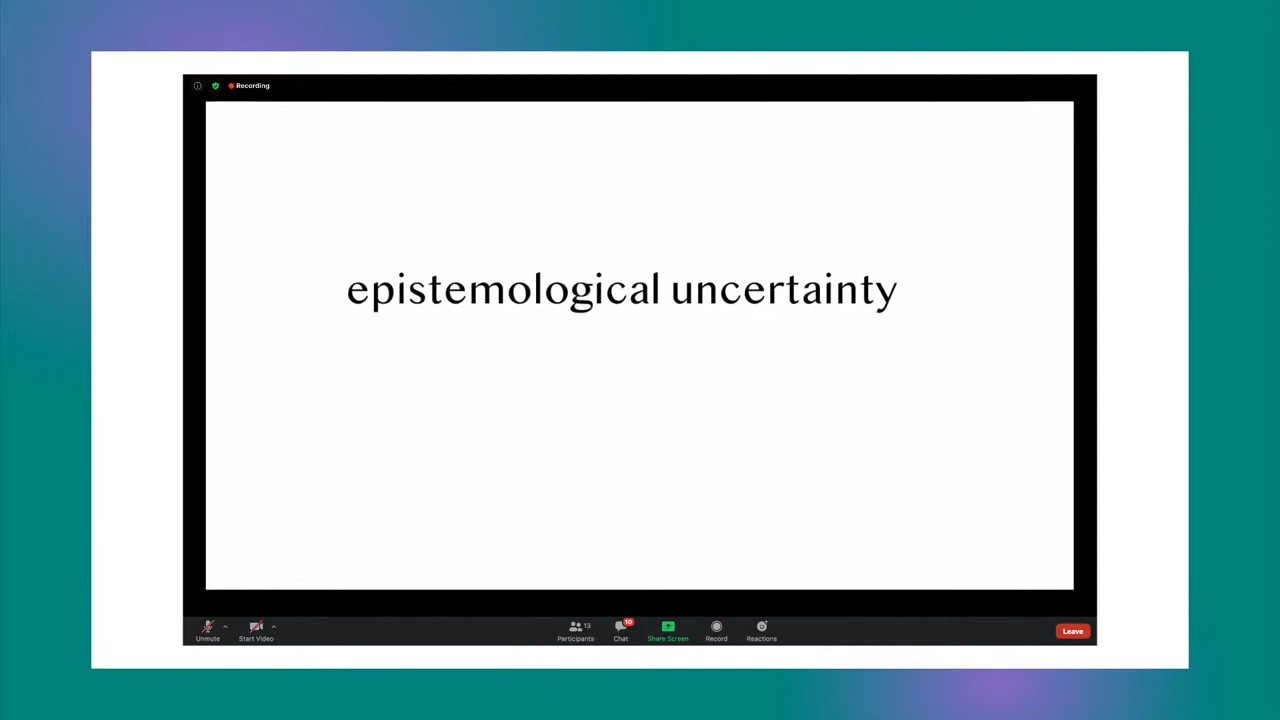 Recording
epistemological uncertainty
Unmute
Start Video
13
Participants
10
Chat
Share Screen
Record
Reactions
Leave